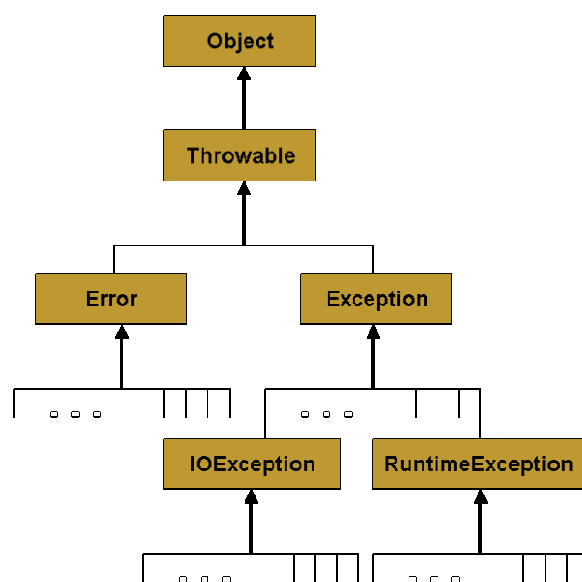 Object
Throwable
Error
Exception
IOException
RuntimeException